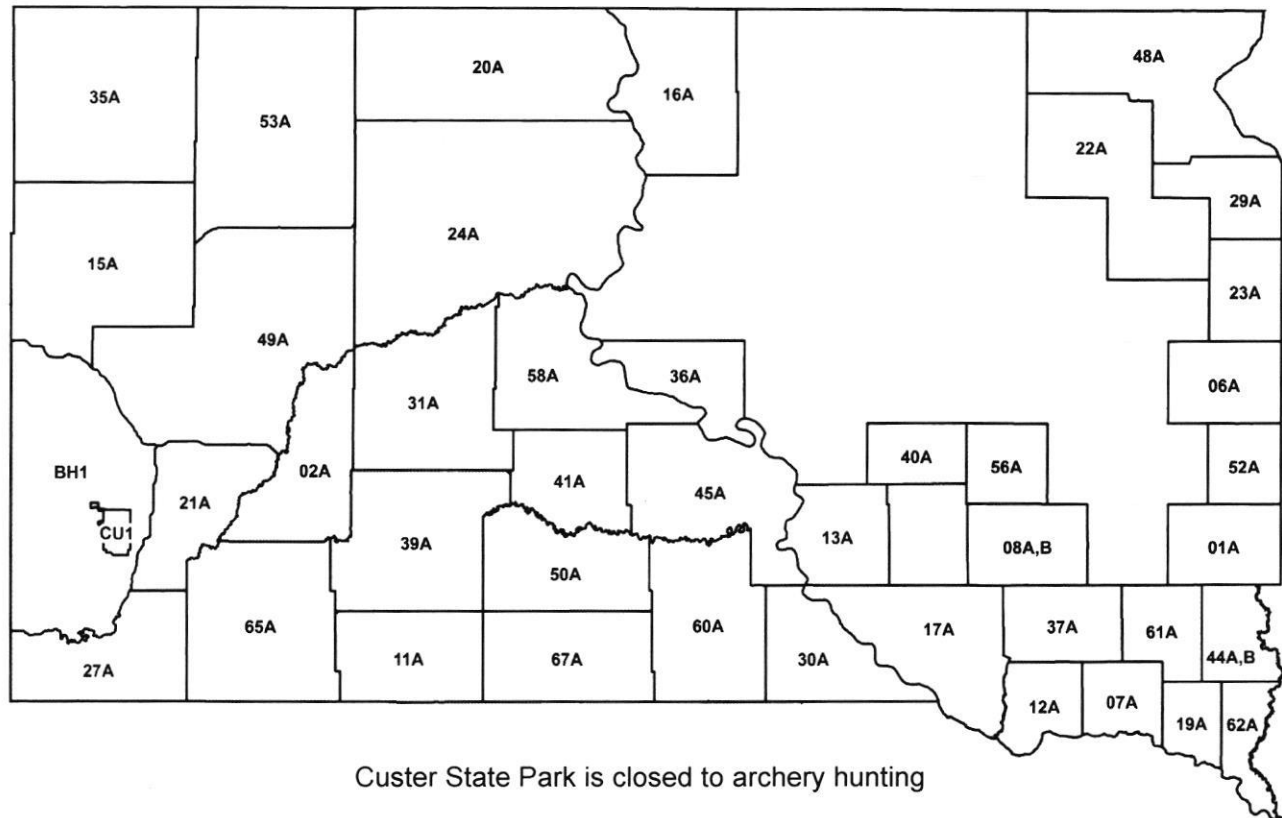 48A
20A
16A
35A
53A
22A
29A
24A
15A
23A
49A
58A
36A
06A
31A
40A
56A
52A
BH1
02A
41A
45A
21A
CU1
13A
08A,B
01A
39A
50A
65A
60A
17A
37A
61A
11A
67A
30A
44A,B
27A
12A
07A
19A
62A
Custer State Park is closed to archery hunting